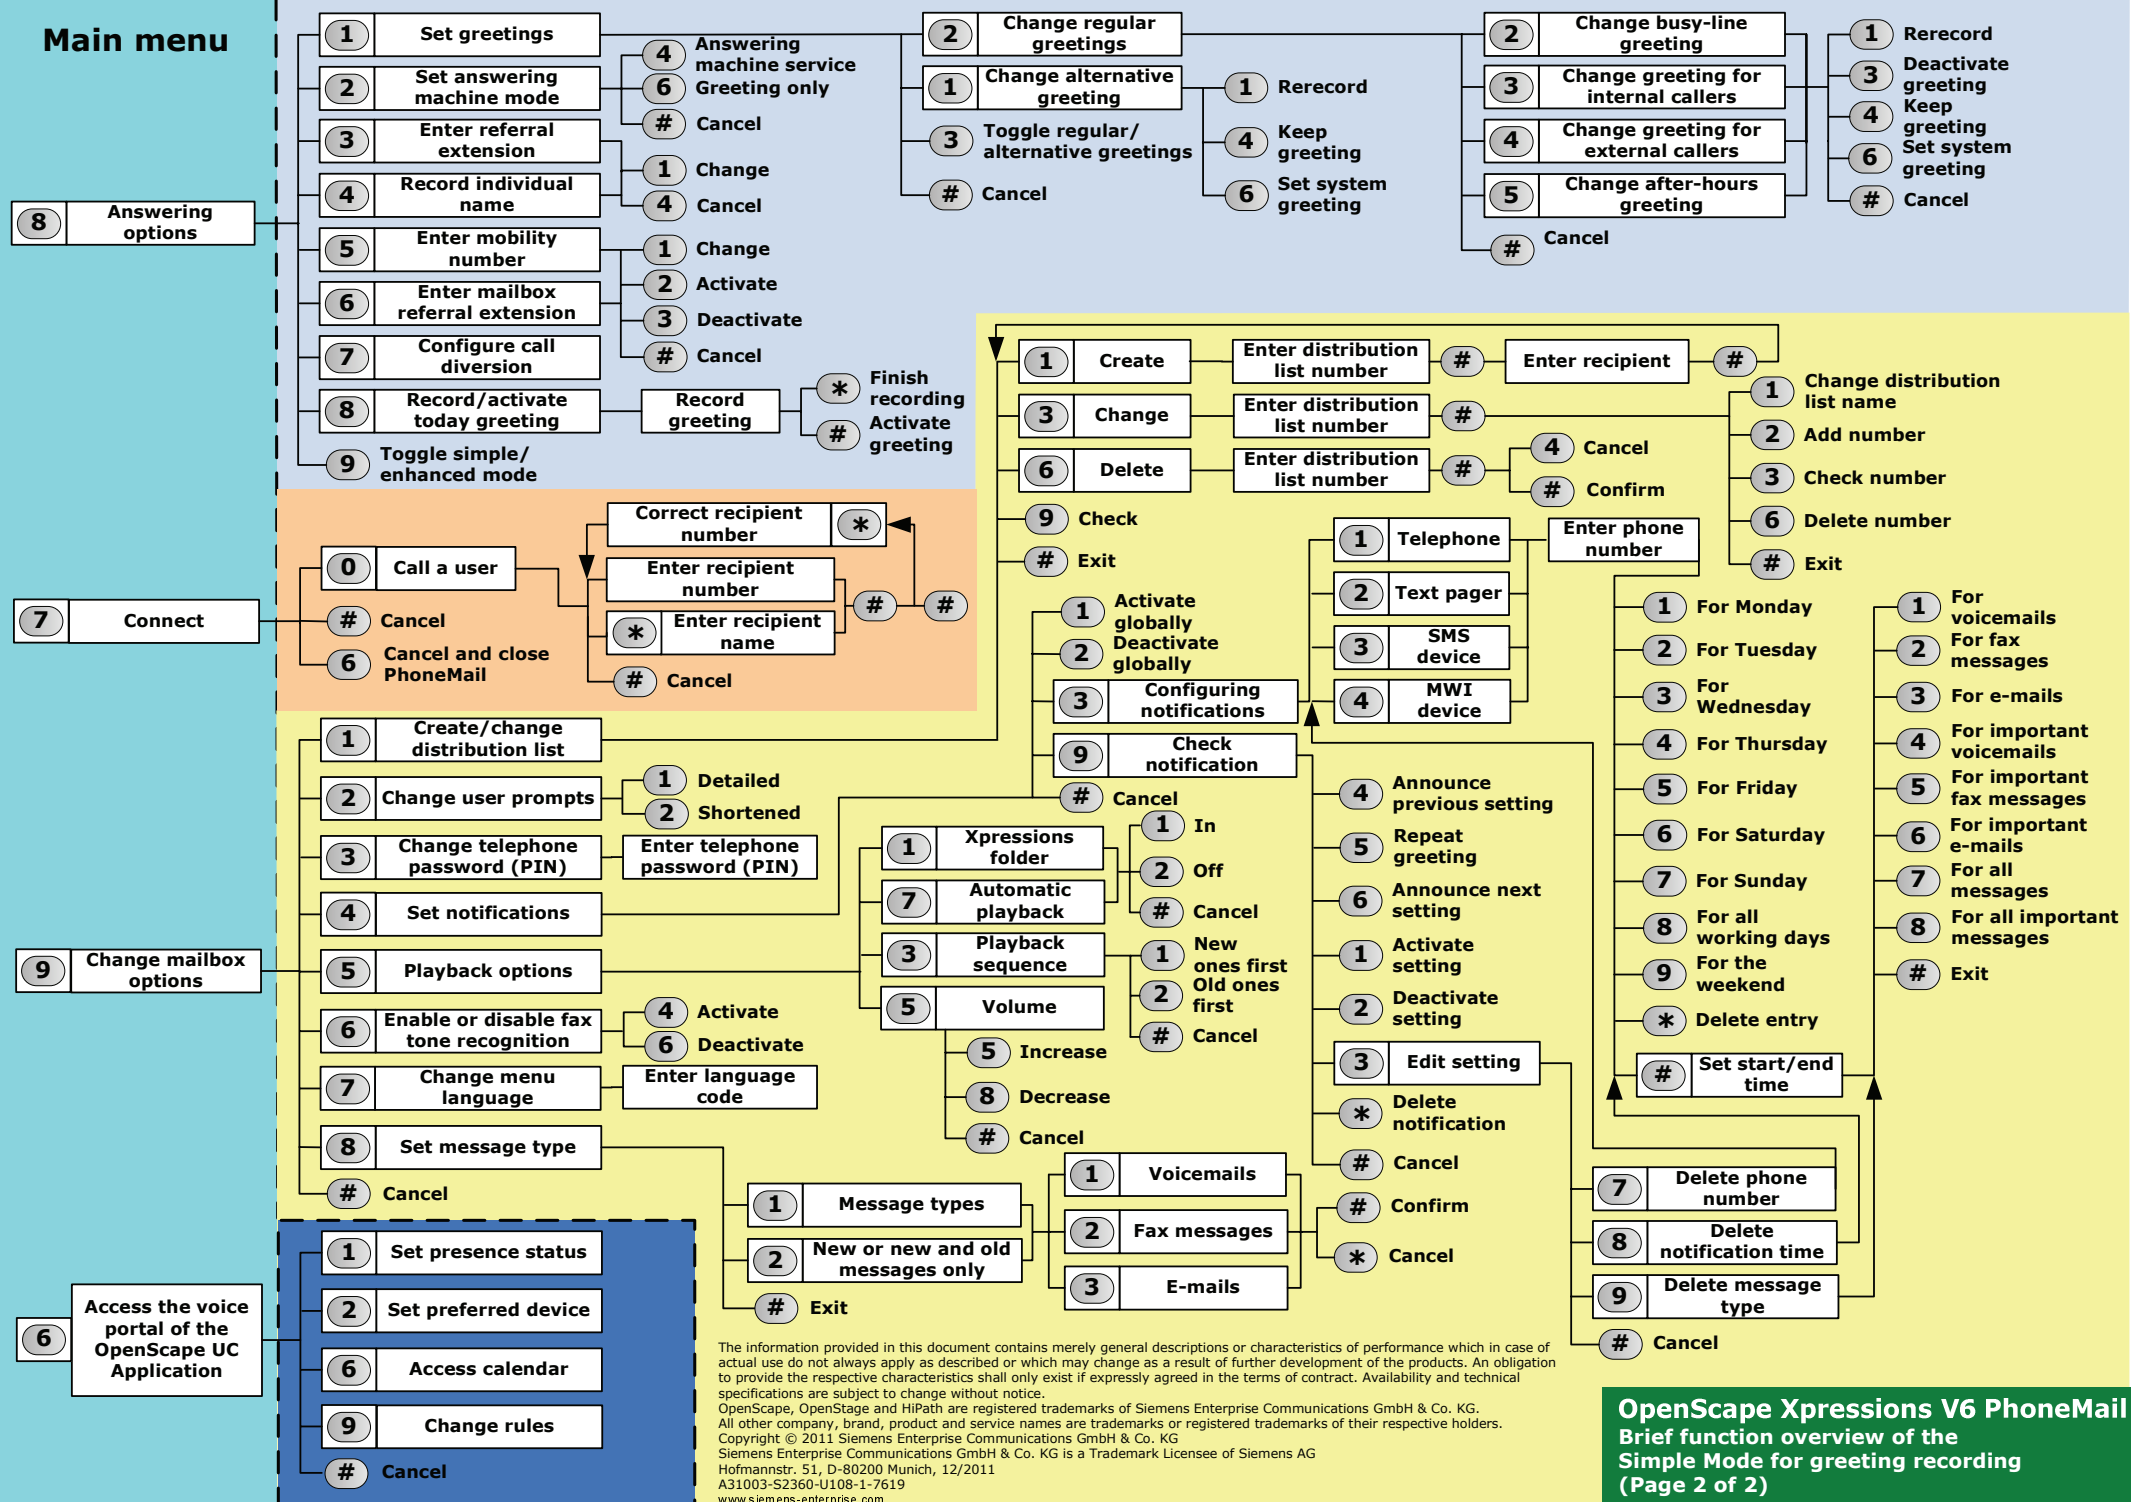 Main menu
8 Answering
options
1 Set greetings
2 Set answering
machine mode
4 Answering
machine service
6 Greeting only
# Cancel
3 Enter referral
extension
4 Record individual
name
1 Change
4 Cancel
5 Enter mobility
number
6 Enter mailbox
referral extension
1 Change
2 Activate
3 Deactivate
# Cancel
7 Configure call
diversion
8 Record/activate
today greeting
Record
greeting
* Finish
recording
# Activate
greeting
9 Toggle simple/
enhanced mode
2 Change regular
greetings
1 Change alternative
greeting
1 Rerecord
4 Keep
greeting
6 Set system
greeting
3 Toggle regular/
alternative greetings
# Cancel
2 Change busy-line
greeting
3 Change greeting for
internal callers
4 Change greeting for
external callers
5 Change after-hours
greeting
# Cancel
1 Rerecord
3 Deactivate
greeting
4 Keep
greeting
6 Set system
greeting
# Cancel
7 Connect
0 Call a user
# Cancel
6 Cancel and close
PhoneMail
Correct recipient
number *
Enter recipient
number
* Enter recipient
name
# #
# Cancel
9 Change mailbox
options
1 Create/change
distribution list
2 Change user prompts
1 Detailed
2 Shortened
3 Change telephone
password (PIN)
Enter telephone
password (PIN)
4 Set notifications
5 Playback options
6 Enable or disable fax
tone recognition
4 Activate
6 Deactivate
7 Change menu
language
Enter language
code
8 Set message type
# Cancel
1 Create
Enter distribution
list number
#
Enter recipient
#
3 Change
Enter distribution
list number
#
1 Change distribution
list name
2 Add number
3 Check number
6 Delete number
# Exit
6 Delete
Enter distribution
list number
#
4 Cancel
# Confirm
9 Check
# Exit
1 Activate
globally
2 Deactivate
globally
3 Configuring
notifications
9 Check
notification
# Cancel
1 Telephone
2 Text pager
3 SMS
device
4 MWI
device
Enter phone
number
1 For Monday
2 For Tuesday
3 For
Wednesday
4 For Thursday
5 For Friday
6 For Saturday
7 For Sunday
8 For all
working days
9 For the
weekend
* Delete entry
# Set start/end
time
1 For
voicemails
2 For fax
messages
3 For e-mails
4 For important
voicemails
5 For important
fax messages
6 For important
e-mails
7 For all
messages
8 For all important
messages
# Exit
4 Announce
previous setting
5 Repeat
greeting
6 Announce next
setting
1 Activate
setting
2 Deactivate
setting
3 Edit setting
* Delete
notification
# Cancel
7 Delete phone
number
8 Delete
notification time
9 Delete message
type
# Cancel
1 Xpressions
folder
7 Automatic
playback
1 In
2 Off
# Cancel
3 Playback
sequence
1 New
ones first
2 Old ones
first
# Cancel
5 Volume
5 Increase
8 Decrease
# Cancel
1 Message types
2 New or new and old
messages only
# Exit
1 Voicemails
2 Fax messages
3 E-mails
# Confirm
* Cancel
6 Access the voice
portal of the
OpenScape UC
Application
1 Set presence status
2 Set preferred device
6 Access calendar
9 Change rules
# Cancel
The information provided in this document contains merely general descriptions or characteristics of performance which in case of
actual use do not always apply as described or which may change as a result of further development of the products. An obligation
to provide the respective characteristics shall only exist if expressly agreed in the terms of contract. Availability and technical
specifications are subject to change without notice.
OpenScape, OpenStage and HiPath are registered trademarks of Siemens Enterprise Communications GmbH & Co. KG.
All other company, brand, product and service names are trademarks or registered trademarks of their respective holders.
Copyright © 2011 Siemens Enterprise Communications GmbH & Co. KG
Siemens Enterprise Communications GmbH & Co. KG is a Trademark Licensee of Siemens AG
Hofmannstr. 51, D-80200 Munich, 12/2011
A31003-S2360-U108-1-7619
www.siemens-enterprise.com
OpenScape Xpressions V6 PhoneMail
Brief function overview of the
Simple Mode for greeting recording
(Page 2 of 2)